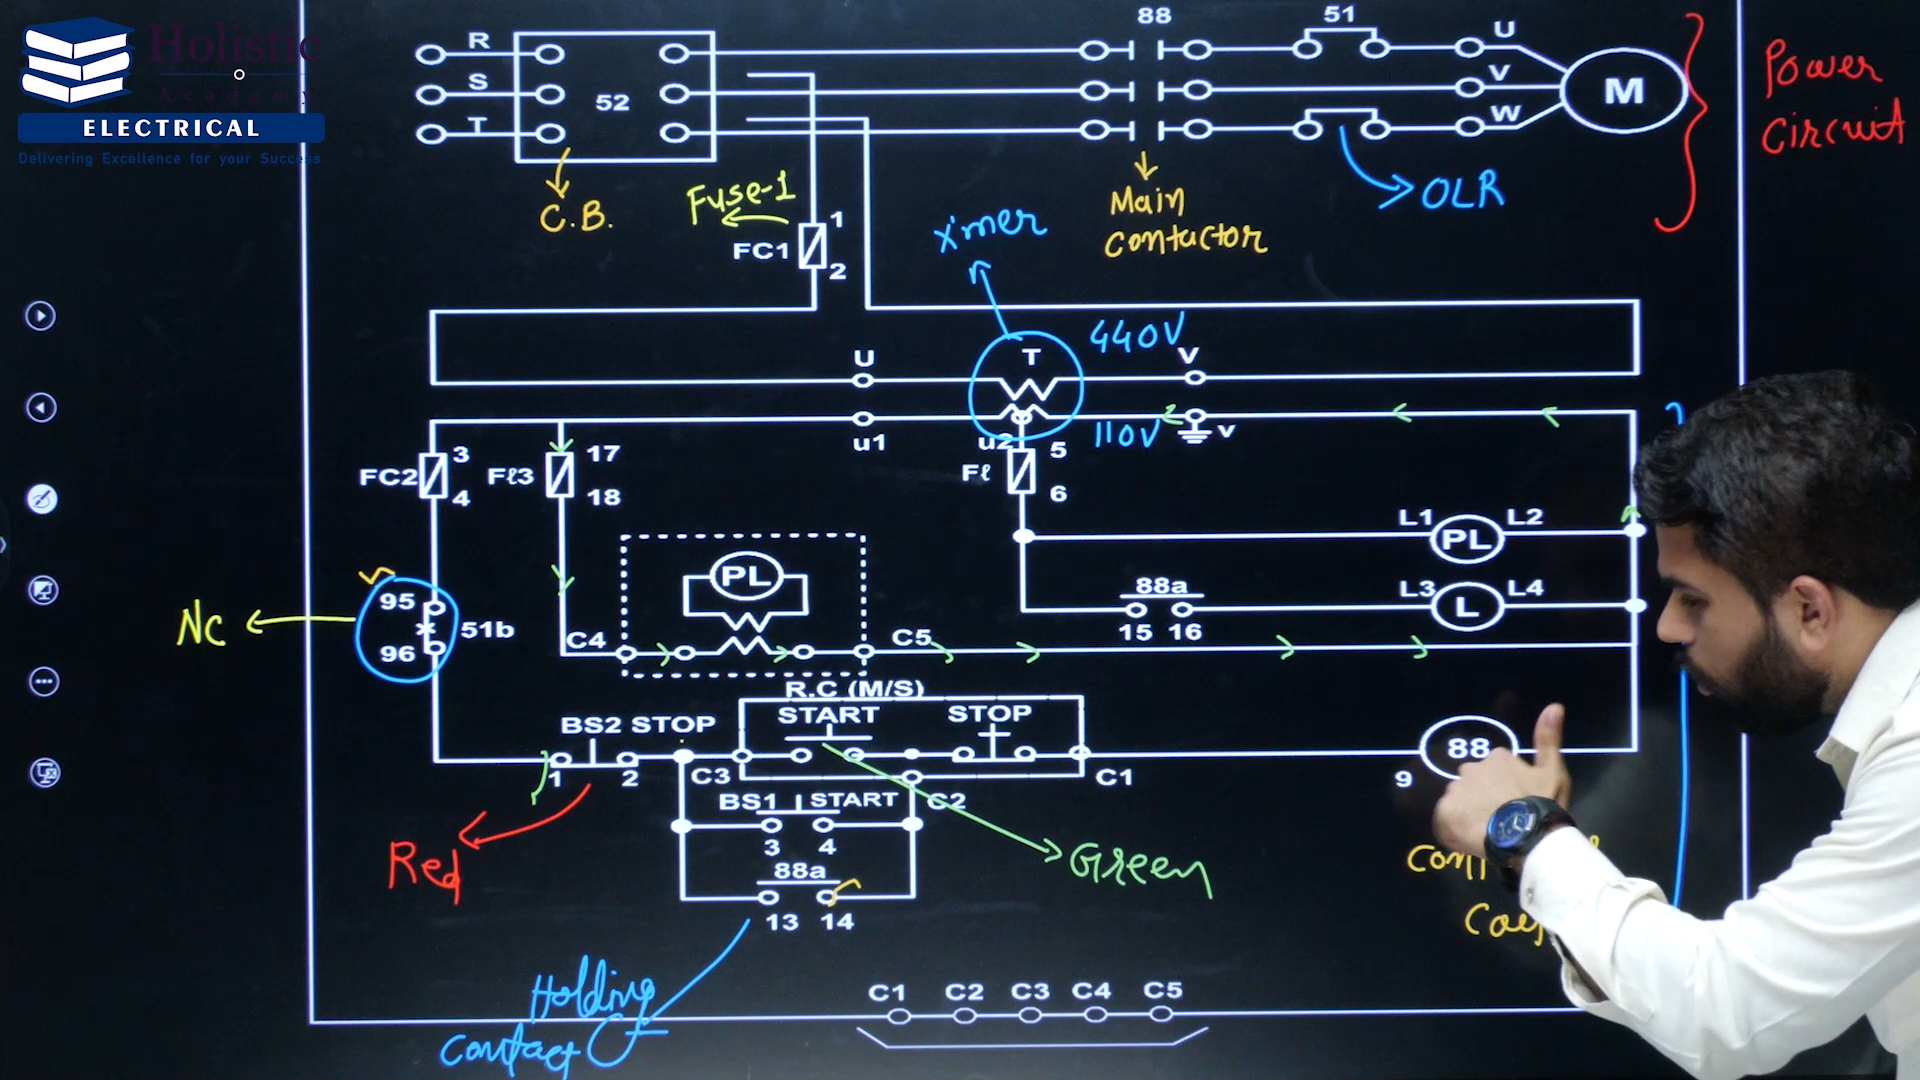 Holistic
Academy
ELECTRICAL
Delivering Excellence for your Success
R
S
T
52
88
51
U
V
W
M
Power
Circuit
C.B.
Fuse-1
FC1
1
2
Main
contactor
OLR
x'mer
440V
T
U
V
u1
u2
110V
v
FC2
3
4
Fℓ3
17
18
Fℓ
5
6
L1
PL
L2
88a
15 16
L3
L
L4
NC
95
96
51b
PL
C4
C5
R.C (M/S)
START
STOP
BS2 STOP
1
2
C3
C1
C2
BS1
START
3 4
88a
13 14
88
9
Red
Green
Holding
contact
C1 C2 C3 C4 C5